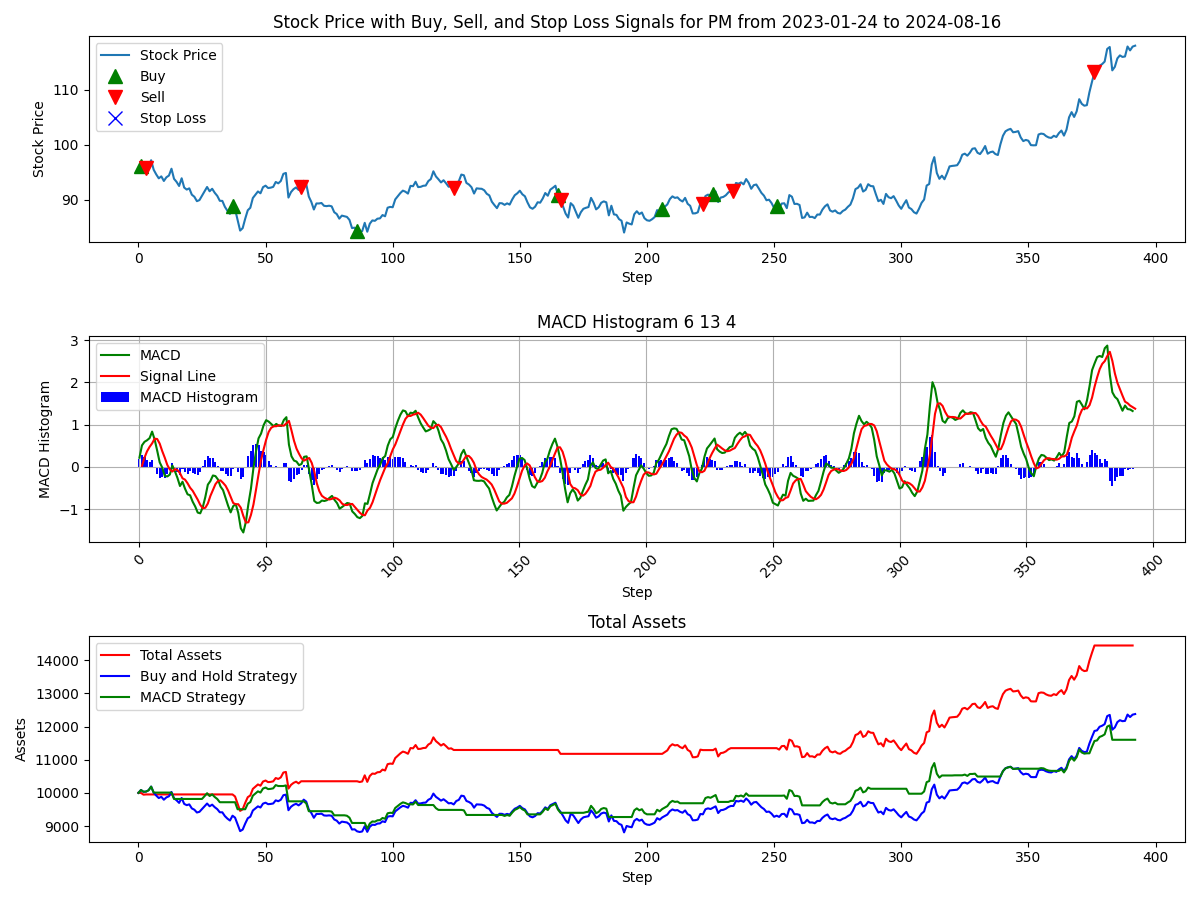 Stock Price with Buy, Sell, and Stop Loss Signals for PM from 2023-01-24 to 2024-08-16
Stock Price
Buy
Sell
Stop Loss
Stock Price
110
100
90
0 50 100 150 200 250 300 350 400
Step
MACD Histogram 6 13 4
MACD
Signal Line
MACD Histogram
MACD Histogram
3
2
1
0
−1
0 50 100 150 200 250 300 350 400
Step
Total Assets
Total Assets
Buy and Hold Strategy
MACD Strategy
Assets
14000
13000
12000
11000
10000
9000
0 50 100 150 200 250 300 350 400
Step